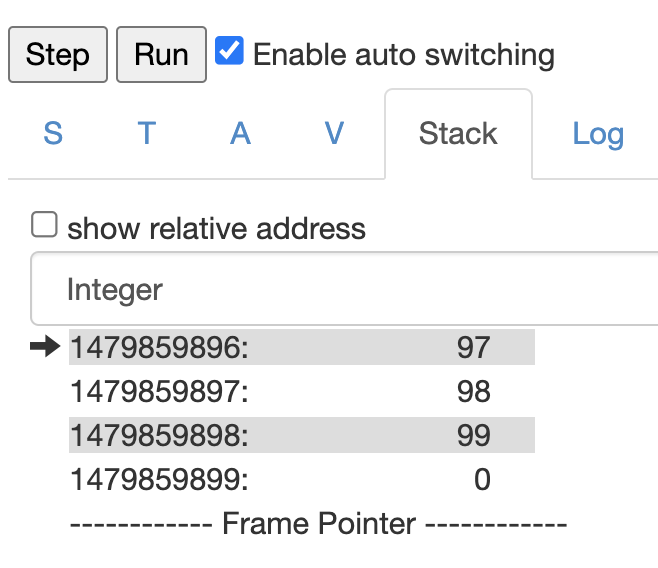 Step Run Enable auto switching
S T A V Stack Log
show relative address
Integer
1479859896: 97
1479859897: 98
1479859898: 99
1479859899: 0
------------ Frame Pointer ------------